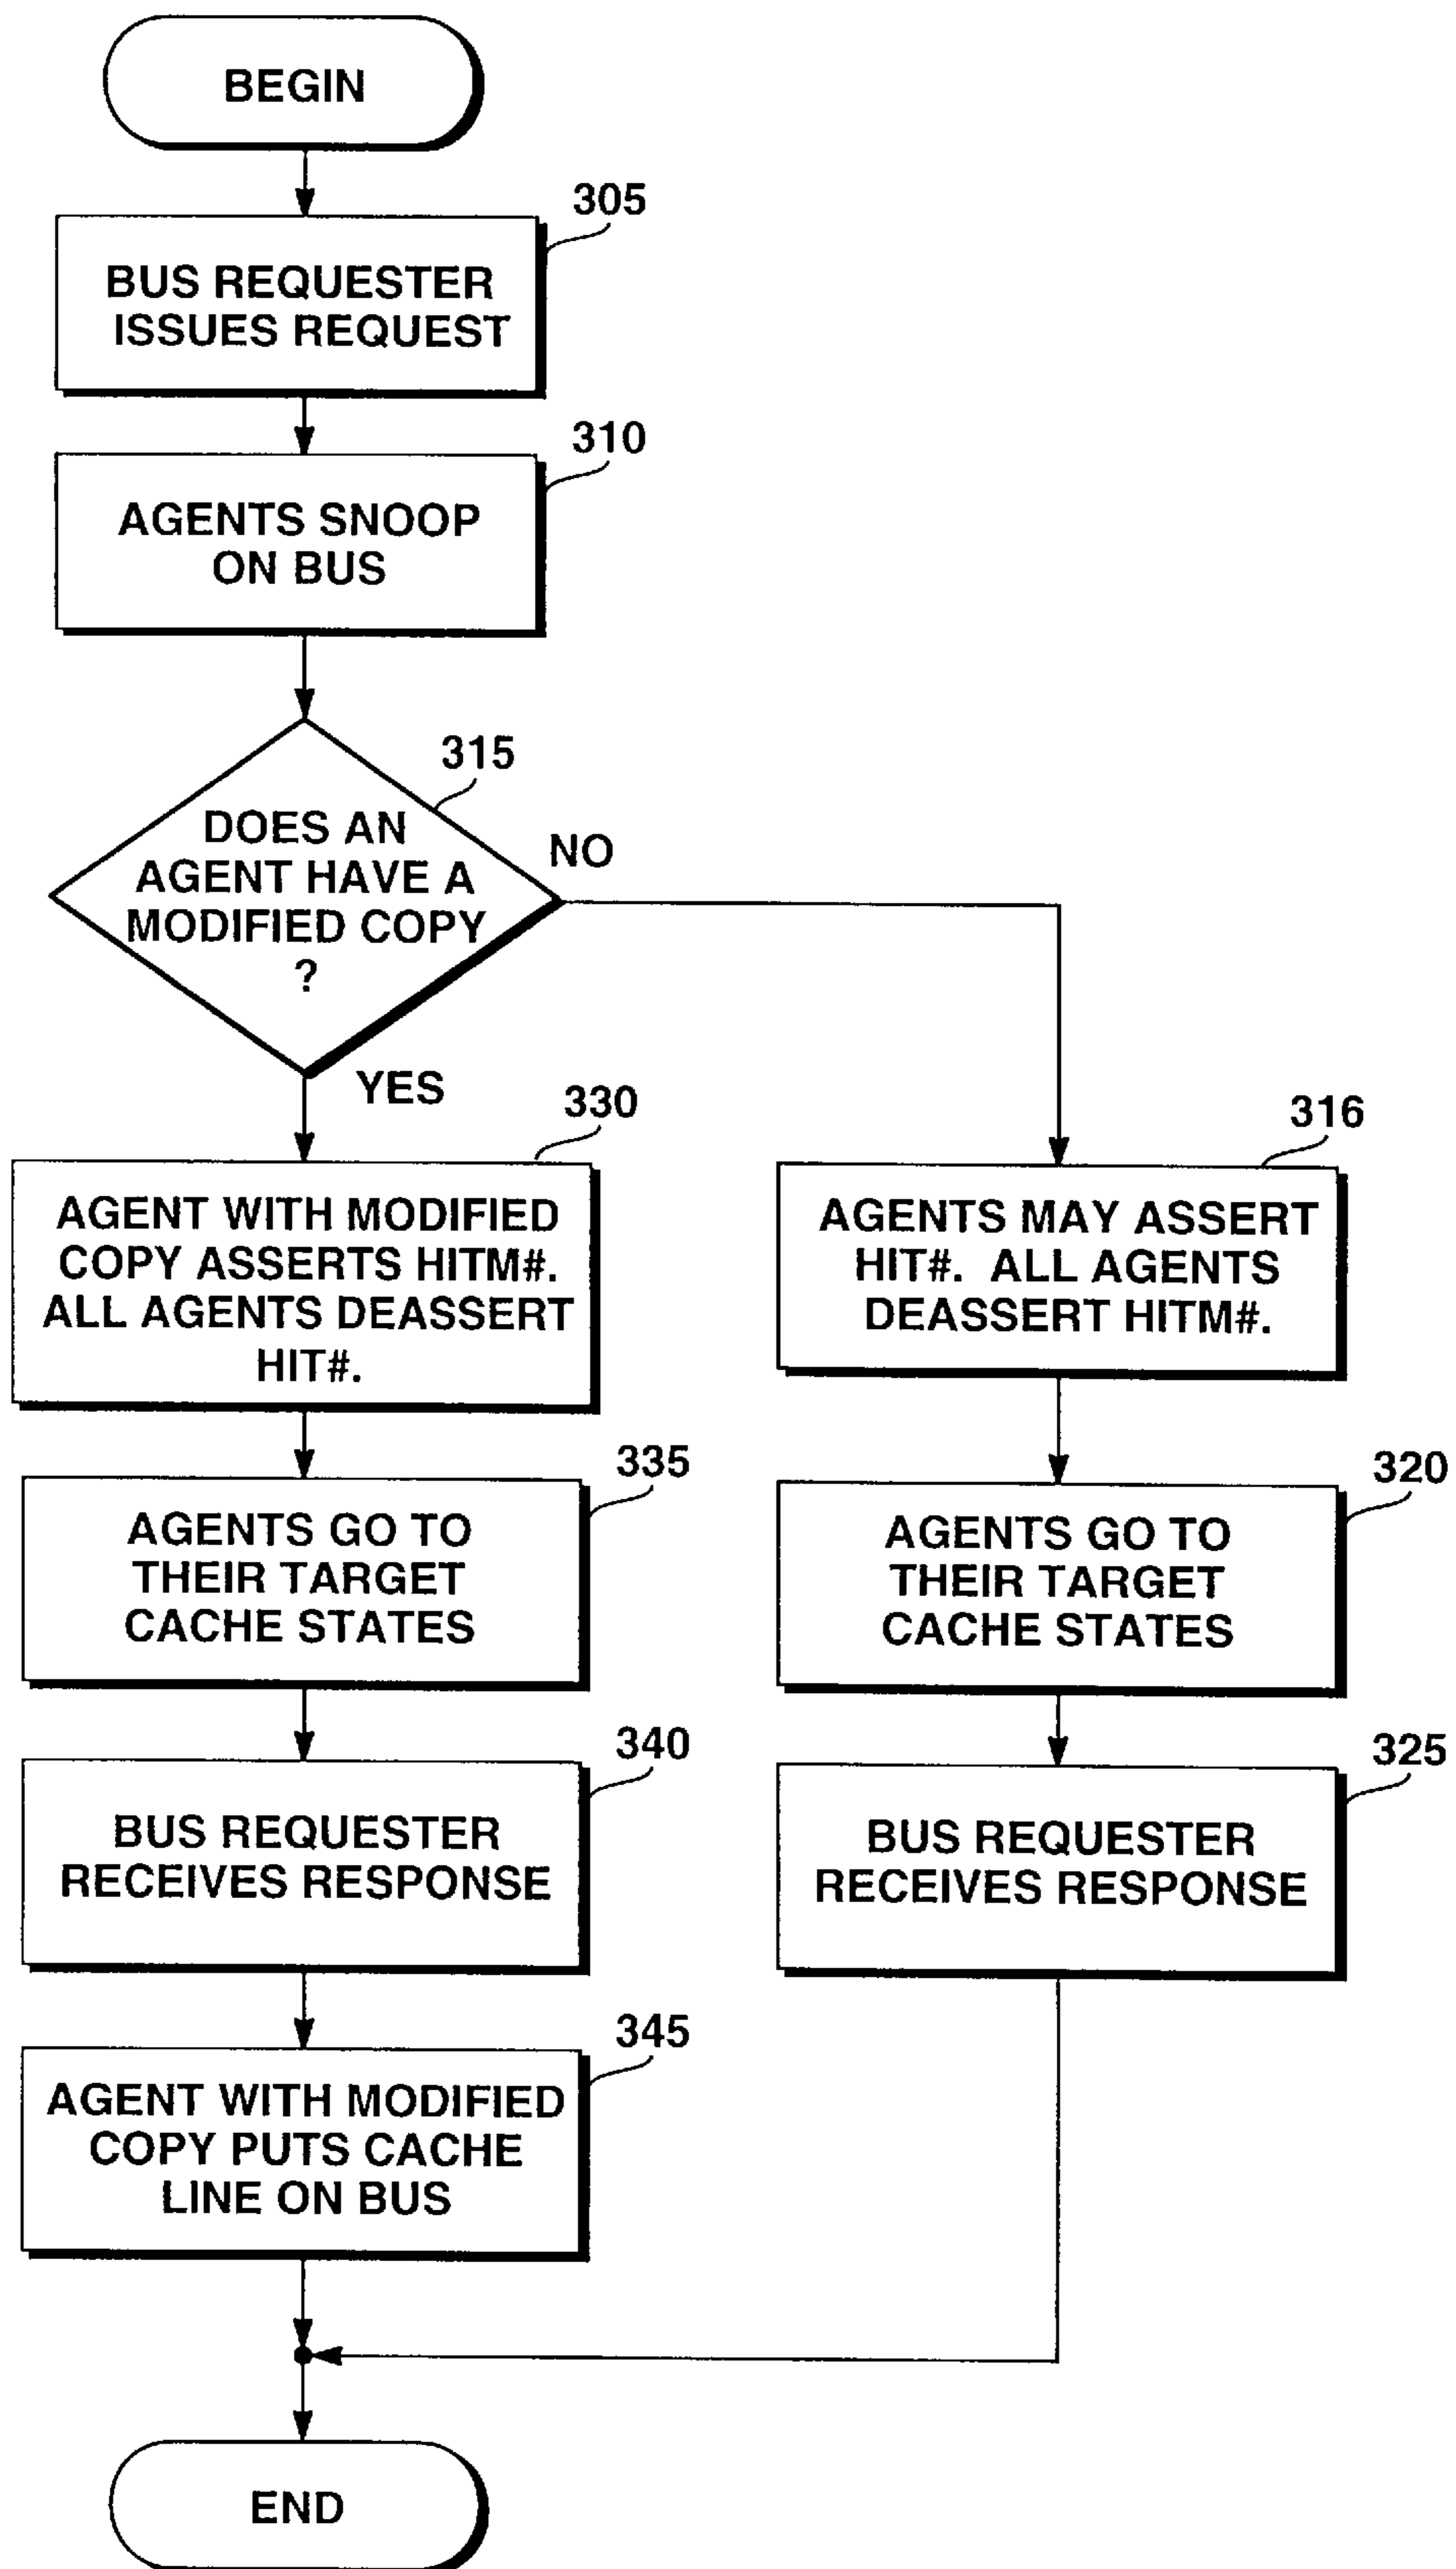 BEGIN
305
BUS REQUESTER
ISSUES REQUEST
310
AGENTS SNOOP
ON BUS
315
DOES AN
AGENT HAVE A
MODIFIED COPY
?
NO
YES
330
AGENT WITH MODIFIED
COPY ASSERTS HITM#.
ALL AGENTS DEASSERT
HIT#.
316
AGENTS MAY ASSERT
HIT#. ALL AGENTS
DEASSERT HITM#.
335
AGENTS GO TO
THEIR TARGET
CACHE STATES
320
AGENTS GO TO
THEIR TARGET
CACHE STATES
340
BUS REQUESTER
RECEIVES RESPONSE
325
BUS REQUESTER
RECEIVES RESPONSE
345
AGENT WITH MODIFIED
COPY PUTS CACHE
LINE ON BUS
END